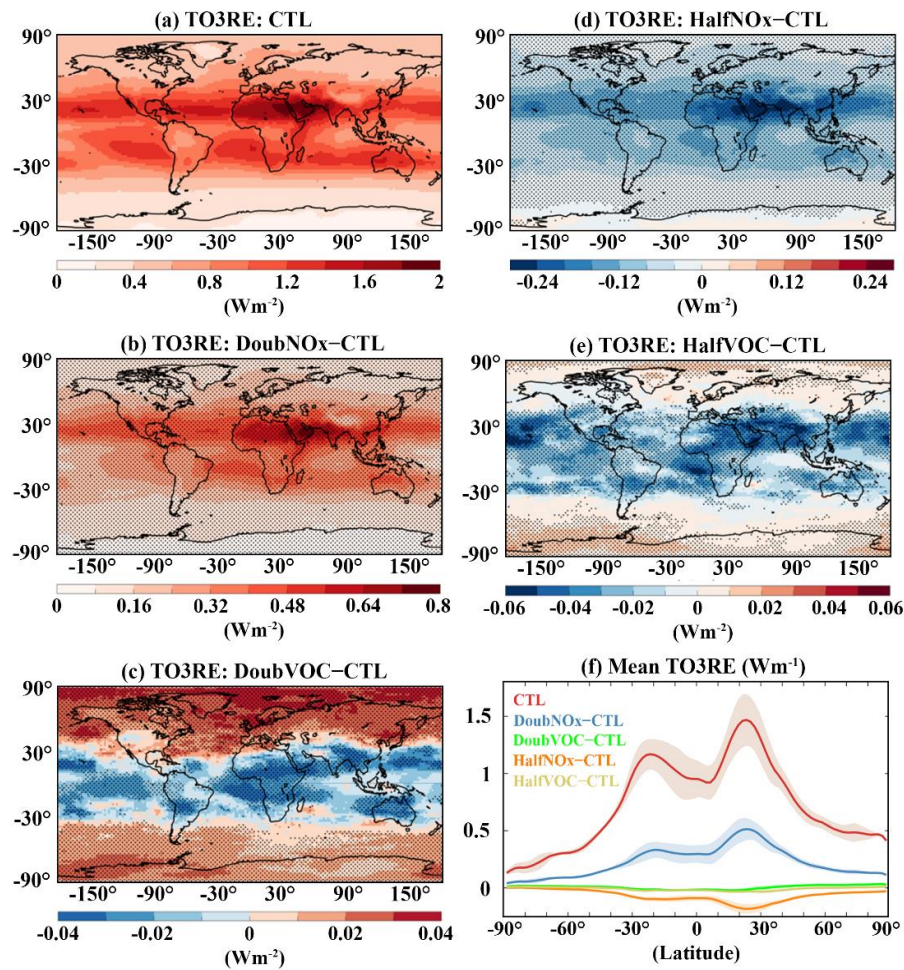 (a) TO3RE: CTL
90°
30°
-30°
-90°
-150° -90° -30° 30° 90° 150°
0 0.4 0.8 1.2 1.6 2
(Wm-2)
(d) TO3RE: HalfNOx−CTL
90°
30°
-30°
-90°
-150° -90° -30° 30° 90° 150°
-0.24 -0.12 0 0.12 0.24
(Wm-2)
(b) TO3RE: DoubNOx−CTL
90°
30°
-30°
-90°
-150° -90° -30° 30° 90° 150°
0 0.16 0.32 0.48 0.64 0.8
(Wm-2)
(e) TO3RE: HalfVOC−CTL
90°
30°
-30°
-90°
-150° -90° -30° 30° 90° 150°
-0.06 -0.04 -0.02 0 0.02 0.04 0.06
(Wm-2)
(c) TO3RE: DoubVOC−CTL
90°
30°
-30°
-90°
-150° -90° -30° 30° 90° 150°
-0.04 -0.02 0 0.02 0.04
(Wm-2)
(f) Mean TO3RE (Wm-1)
CTL
DoubNOx−CTL
DoubVOC−CTL
HalfNOx−CTL
HalfVOC−CTL
1.5
1
0.5
0
-90° -60° -30° 0 30° 60° 90°
(Latitude)